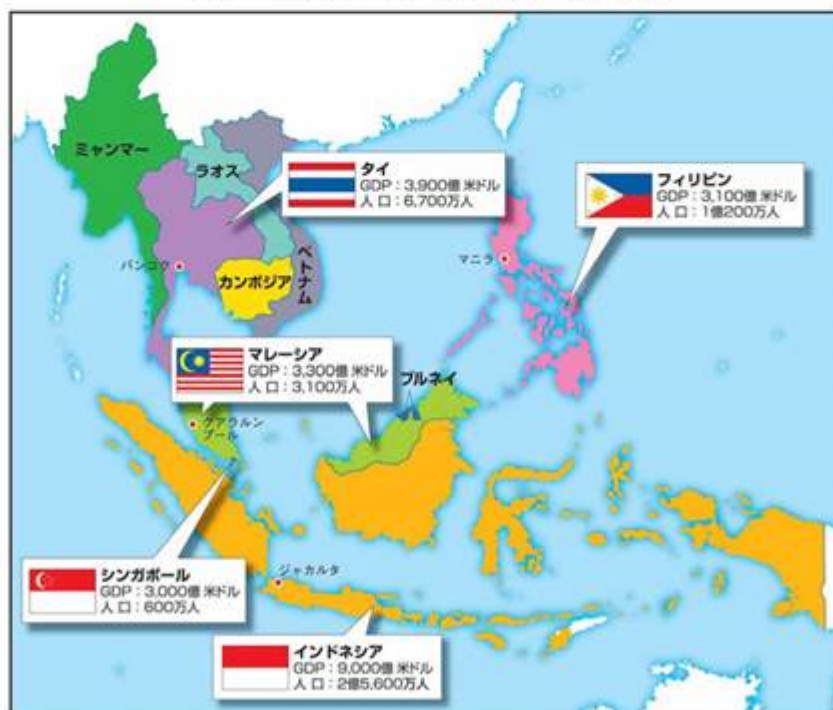 ミャンマー
ラオス
タイ
GDP：3,900億 米ドル
人 口：6,700万人
フィリピン
GDP：3,100億 米ドル
人 口：1億200万人
バンコク
カンボジア
ベトナム
マニラ
マレーシア
GDP：3,300億 米ドル
人 口：3,100万人
ブルネイ
クアラルン
プール
シンガポール
GDP：3,000億 米ドル
人 口：600万人
ジャカルタ
インドネシア
GDP：9,000億 米ドル
人 口：2億5,600万人